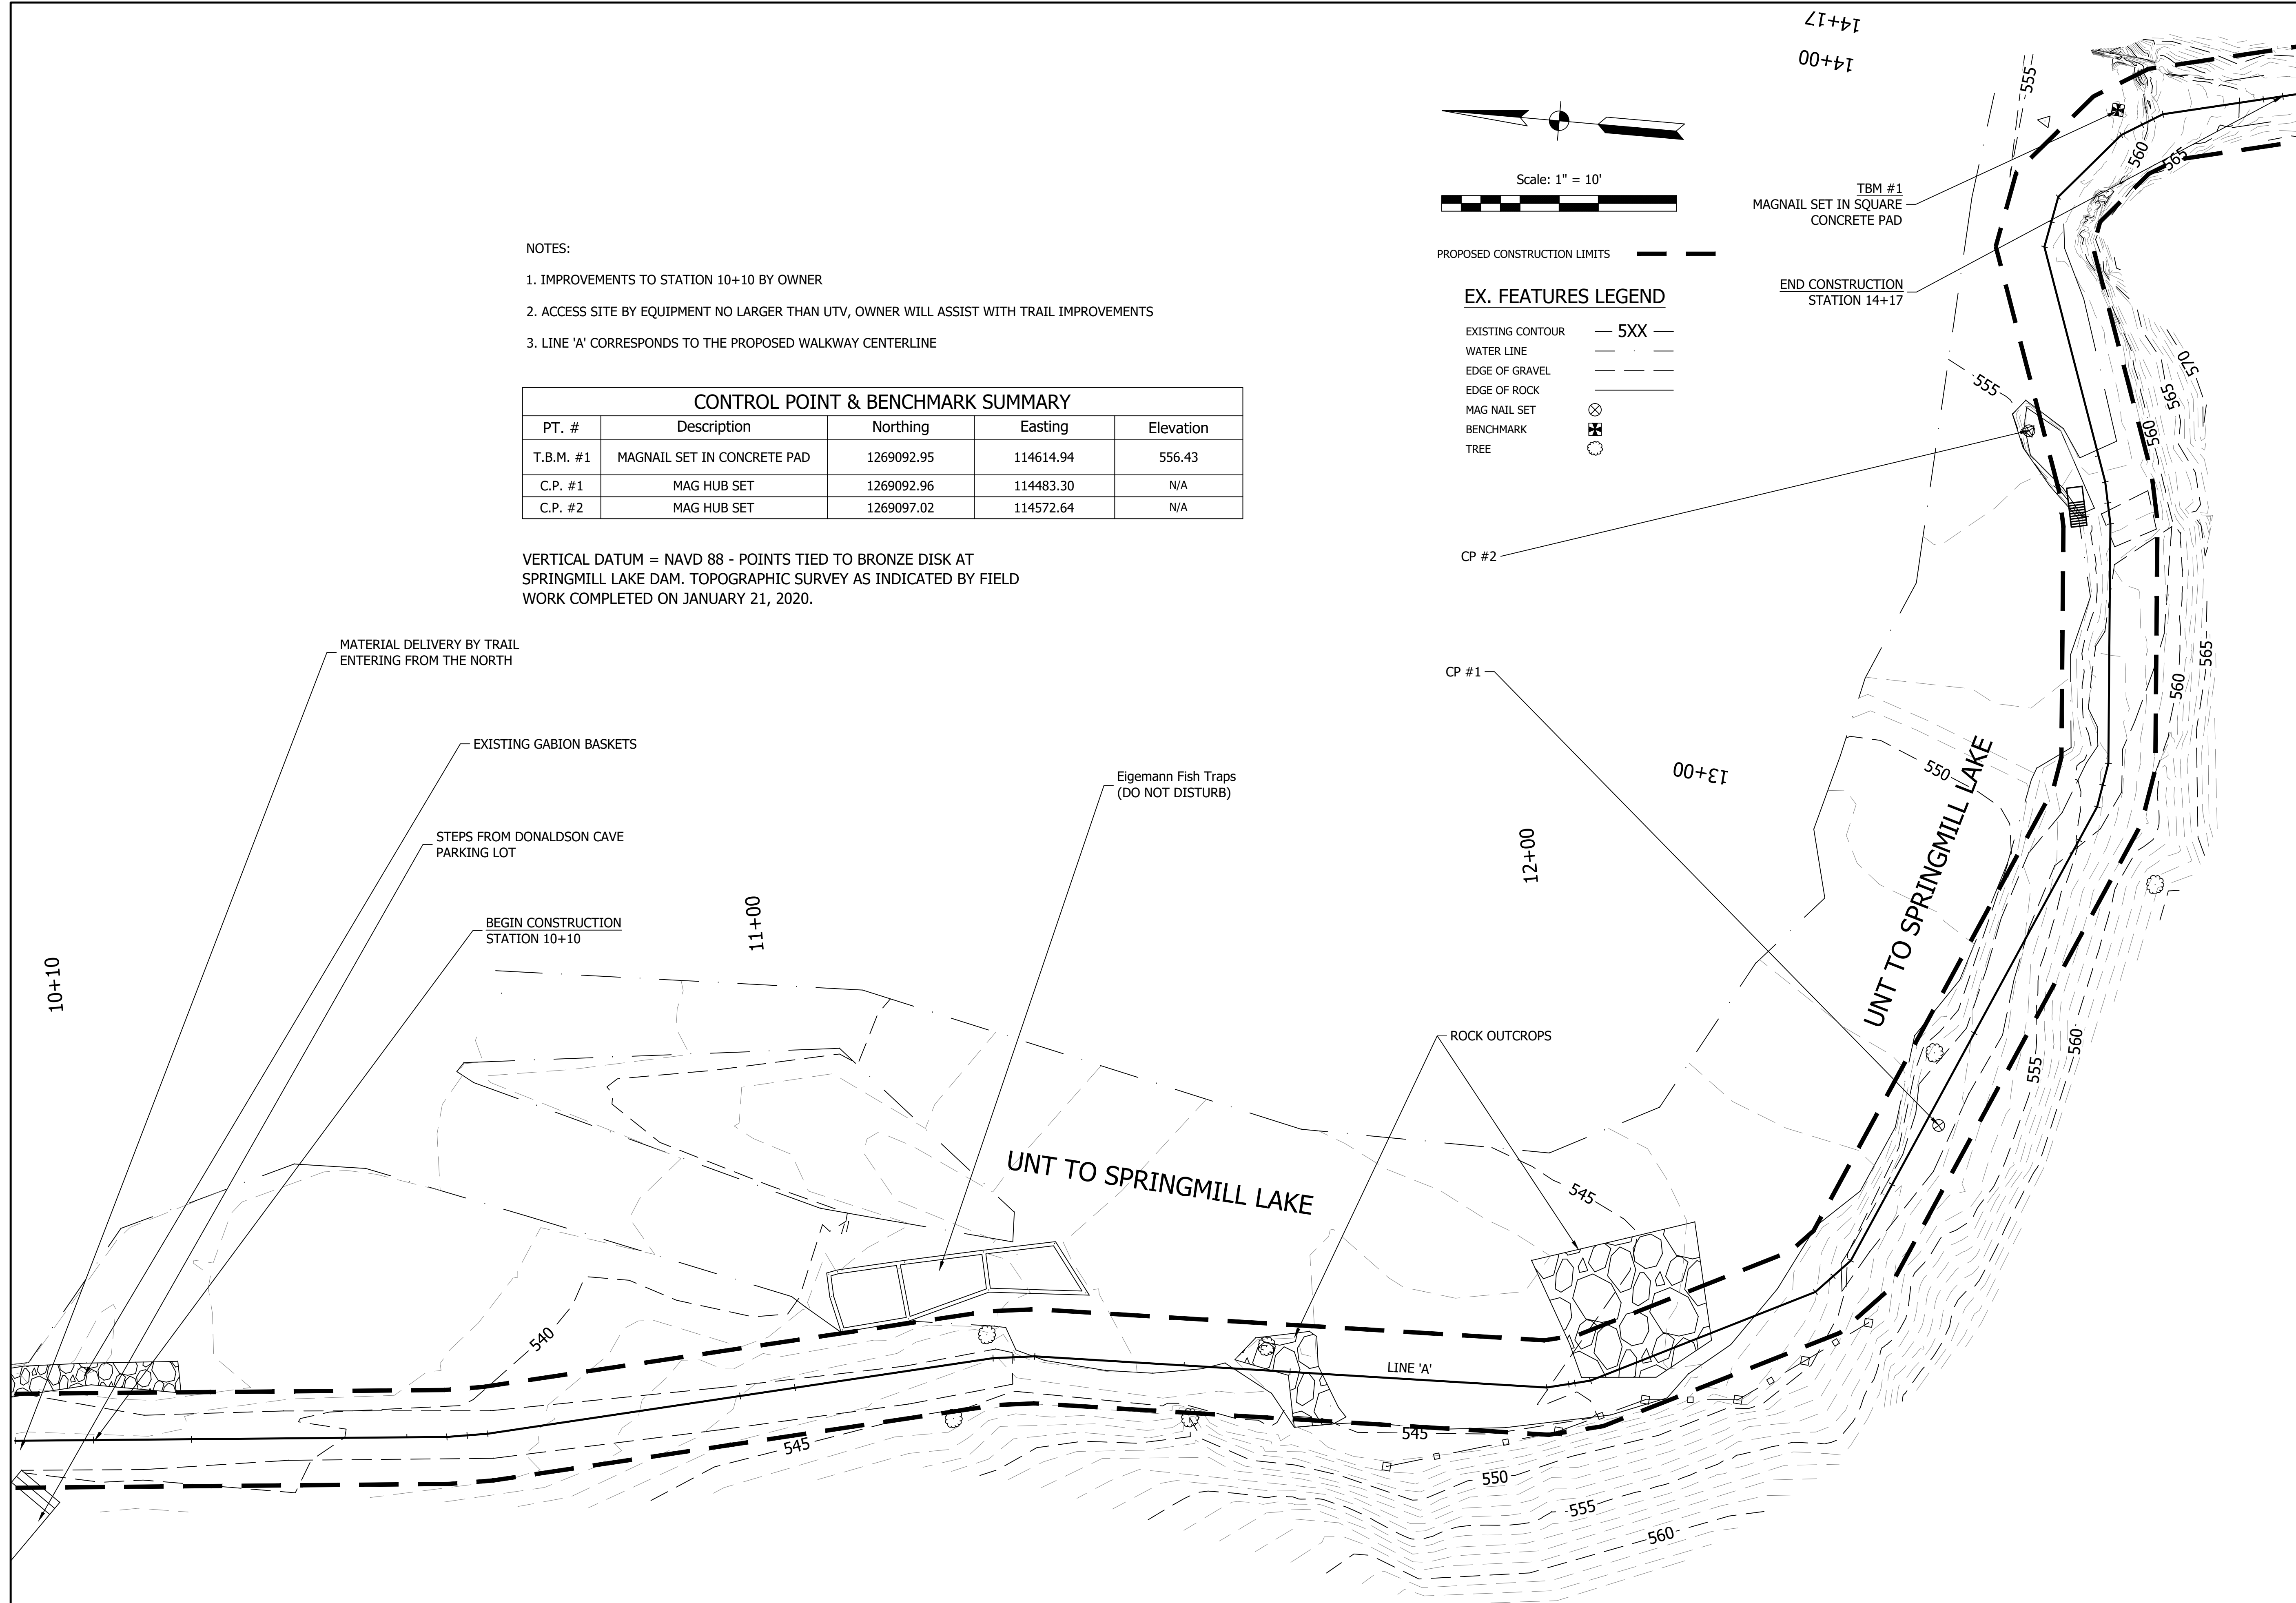 14+17
14+00
555
Scale: 1" = 10'
560
565
TBM #1
MAGNAIL SET IN SQUARE
CONCRETE PAD
NOTES:
1. IMPROVEMENTS TO STATION 10+10 BY OWNER
2. ACCESS SITE BY EQUIPMENT NO LARGER THAN UTV, OWNER WILL ASSIST WITH TRAIL IMPROVEMENTS
3. LINE 'A' CORRESPONDS TO THE PROPOSED WALKWAY CENTERLINE
PROPOSED CONSTRUCTION LIMITS
END CONSTRUCTION
STATION 14+17
EX. FEATURES LEGEND
EXISTING CONTOUR 5XX
WATER LINE
EDGE OF GRAVEL
EDGE OF ROCK
MAG NAIL SET
BENCHMARK
TREE
570
565
560
555
CONTROL POINT & BENCHMARK SUMMARY
PT. # Description Northing Easting Elevation
T.B.M. #1 MAGNAIL SET IN CONCRETE PAD 1269092.95 114614.94 556.43
C.P. #1 MAG HUB SET 1269092.96 114483.30 N/A
C.P. #2 MAG HUB SET 1269097.02 114572.64 N/A
VERTICAL DATUM = NAVD 88 - POINTS TIED TO BRONZE DISK AT
SPRINGMILL LAKE DAM. TOPOGRAPHIC SURVEY AS INDICATED BY FIELD
WORK COMPLETED ON JANUARY 21, 2020.
CP #2
CP #1
565
560
MATERIAL DELIVERY BY TRAIL
ENTERING FROM THE NORTH
EXISTING GABION BASKETS
Eigemann Fish Traps
(DO NOT DISTURB)
13+00
550
UNT TO SPRINGMILL LAKE
STEPS FROM DONALDSON CAVE
PARKING LOT
12+00
BEGIN CONSTRUCTION
STATION 10+10
11+00
10+10
ROCK OUTCROPS
560
555
UNT TO SPRINGMILL LAKE
545
540
LINE 'A'
545
545
550
555
560